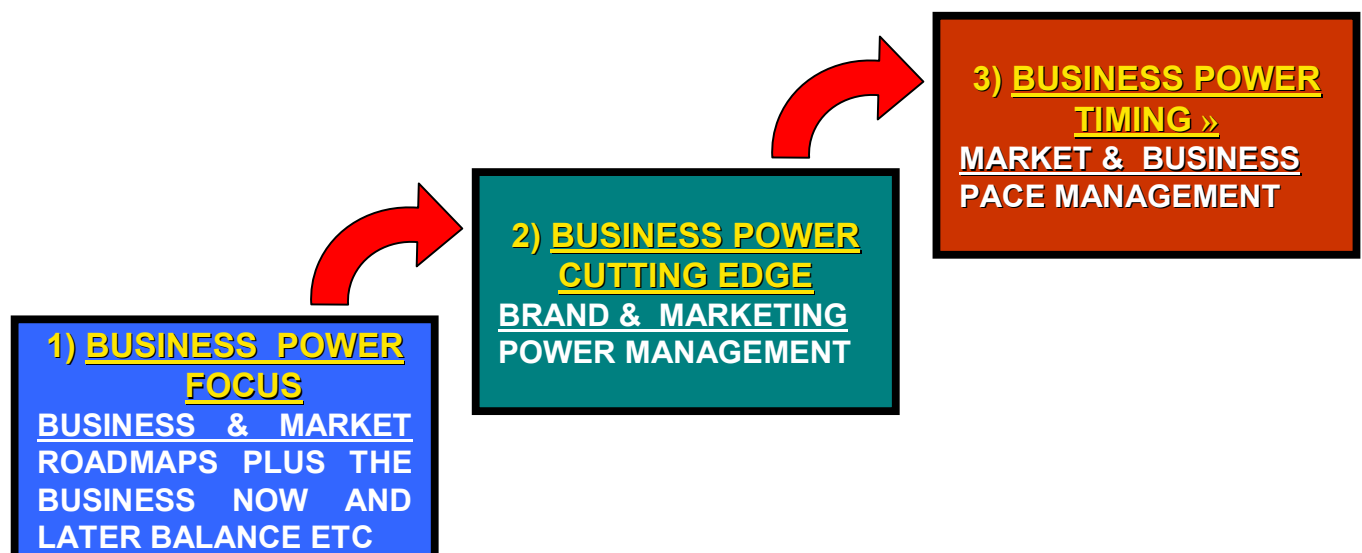 1) BUSINESS POWER
FOCUS
BUSINESS & MARKET
ROADMAPS PLUS THE
BUSINESS NOW AND
LATER BALANCE ETC
2) BUSINESS POWER
CUTTING EDGE
BRAND & MARKETING
POWER MANAGEMENT
3) BUSINESS POWER
TIMING »
MARKET & BUSINESS
PACE MANAGEMENT